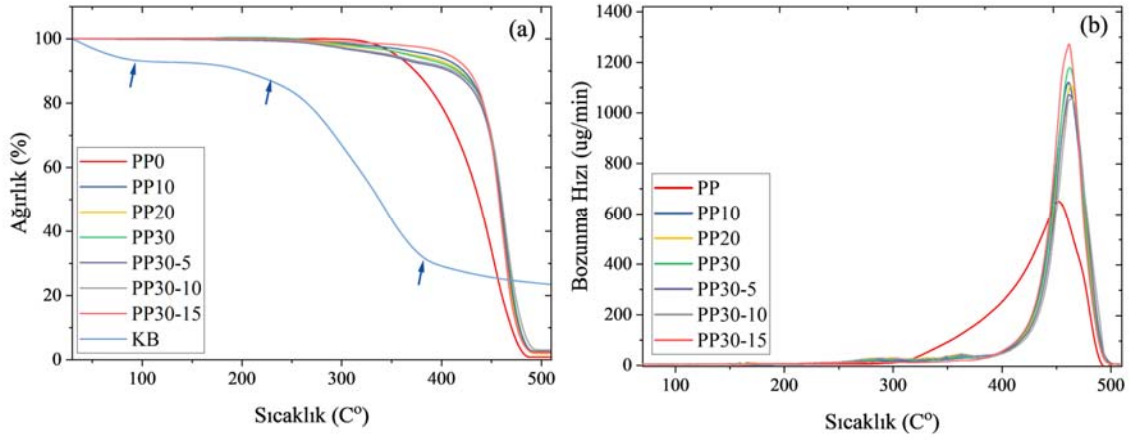 (a)
100
80
60
40
20
0
Ağırlık (%)
PP0
PP10
PP20
PP30
PP30-5
PP30-10
PP30-15
KB
100 200 300 400 500
Sıcaklık (C°)
(b)
1400
1200
1000
800
600
400
200
0
Bozunma Hızı (ug/min)
PP
PP10
PP20
PP30
PP30-5
PP30-10
PP30-15
100 200 300 400 500
Sıcaklık (C°)